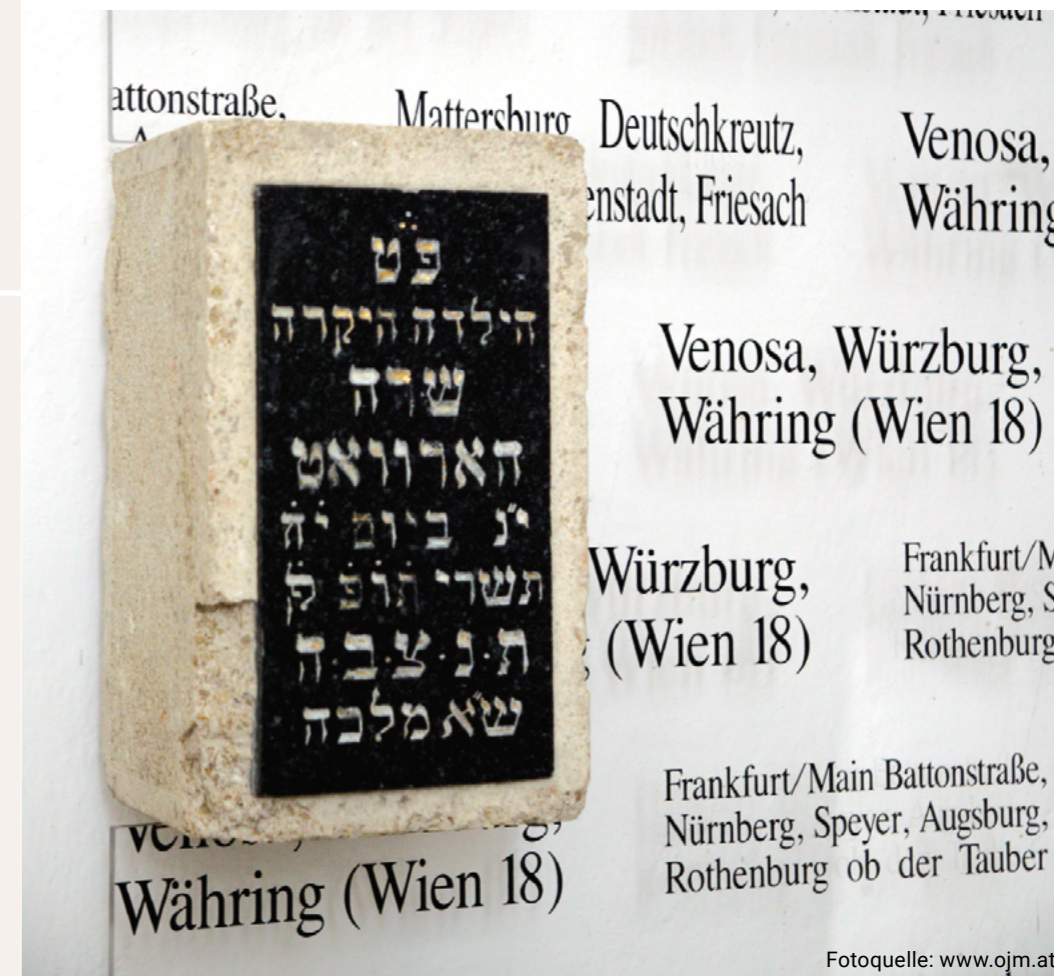 Friesach
attonstraße,
Mattersburg
Deutschkreutz,
enstadt, Friesach
Venosa,
Währing
פט
הילדה היקרה
שרה
הארוואט
י״נ ביום י̇ה̇
תשרי ת̇ו̇פ̇ ק̇
ת·נ·צ·ב·ה
ש״א מלכה
Venosa, Würzburg,
Währing (Wien 18)
Würzburg,
(Wien 18)
Frankfurt/M
Nürnberg, S
Rothenburg
Frankfurt/Main Battonstraße,
Nürnberg, Speyer, Augsburg,
Rothenburg ob der Tauber
Währing (Wien 18)
Fotoquelle: www.ojm.at